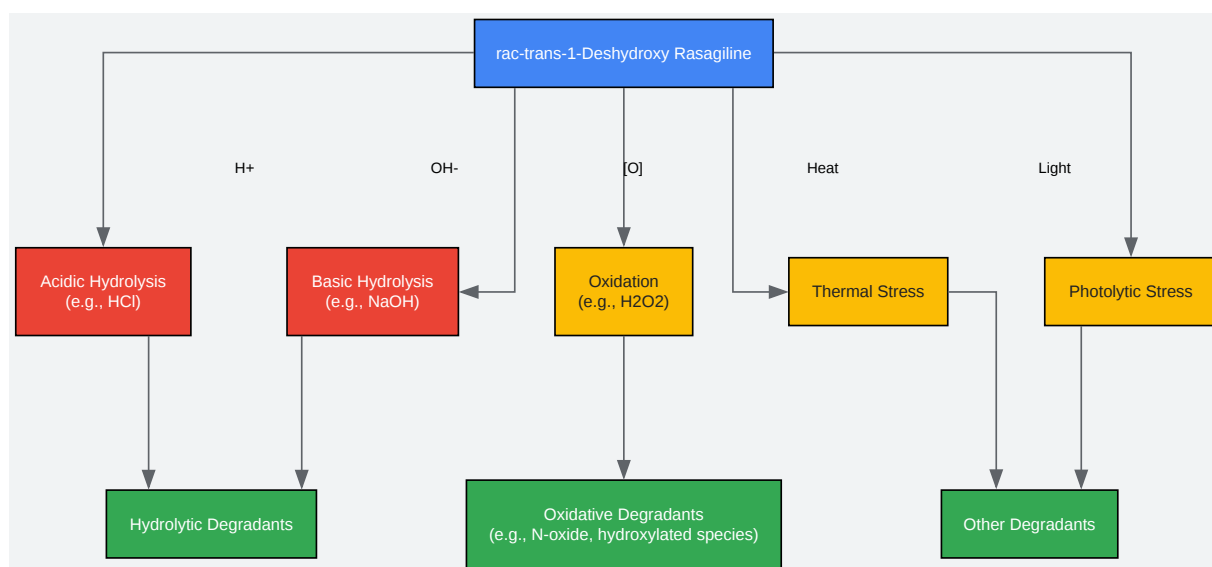 rac-trans-1-Deshydroxy Rasagiline
H+
OH-
[O]
Heat
Light
Acidic Hydrolysis
(e.g., HCl)
Basic Hydrolysis
(e.g., NaOH)
Oxidation
(e.g., H2O2)
Thermal Stress
Photolytic Stress
Hydrolytic Degradants
Oxidative Degradants
(e.g., N-oxide, hydroxylated species)
Other Degradants